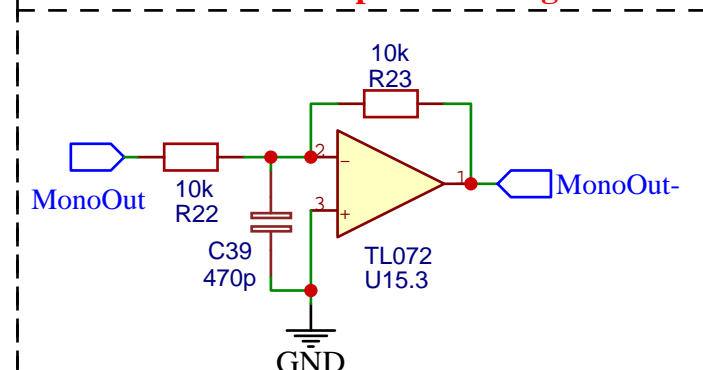 10k
R23
2
−
MonoOut
10k
R22
1
MonoOut-
3
+
C39
470p
TL072
U15.3
GND